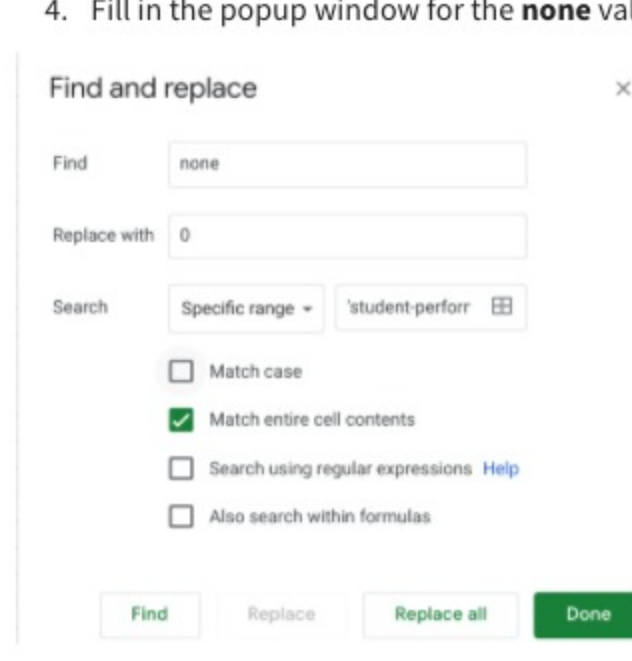 4. Fill in the popup window for the none val
Find and replace
Find none
Replace with 0
Search Specific range 'student-perforr
Match case
Match entire cell contents
Search using regular expressions Help
Also search within formulas
Find Replace Replace all Done